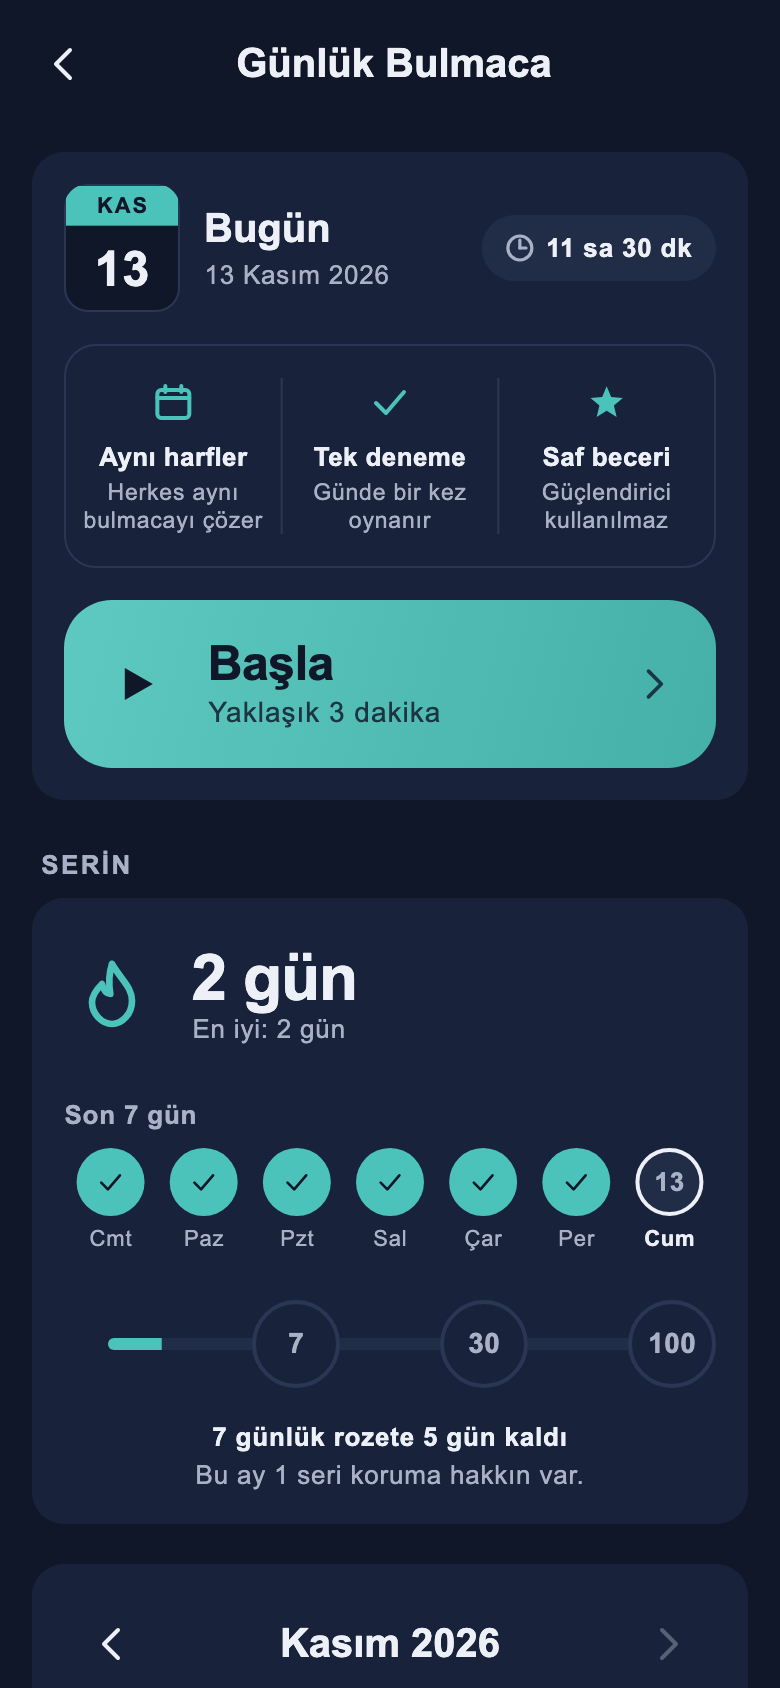 Günlük Bulmaca
KAS
13
Bugün
13 Kasım 2026
11 sa 30 dk
Aynı harfler
Herkes aynı
bulmacayı çözer
Tek deneme
Günde bir kez
oynanır
Saf beceri
Güçlendirici
kullanılmaz
Başla
Yaklaşık 3 dakika
SERİN
2 gün
En iyi: 2 gün
Son 7 gün
13
Cmt Paz Pzt Sal Çar Per Cum
7 30 100
7 günlük rozete 5 gün kaldı
Bu ay 1 seri koruma hakkın var.
Kasım 2026